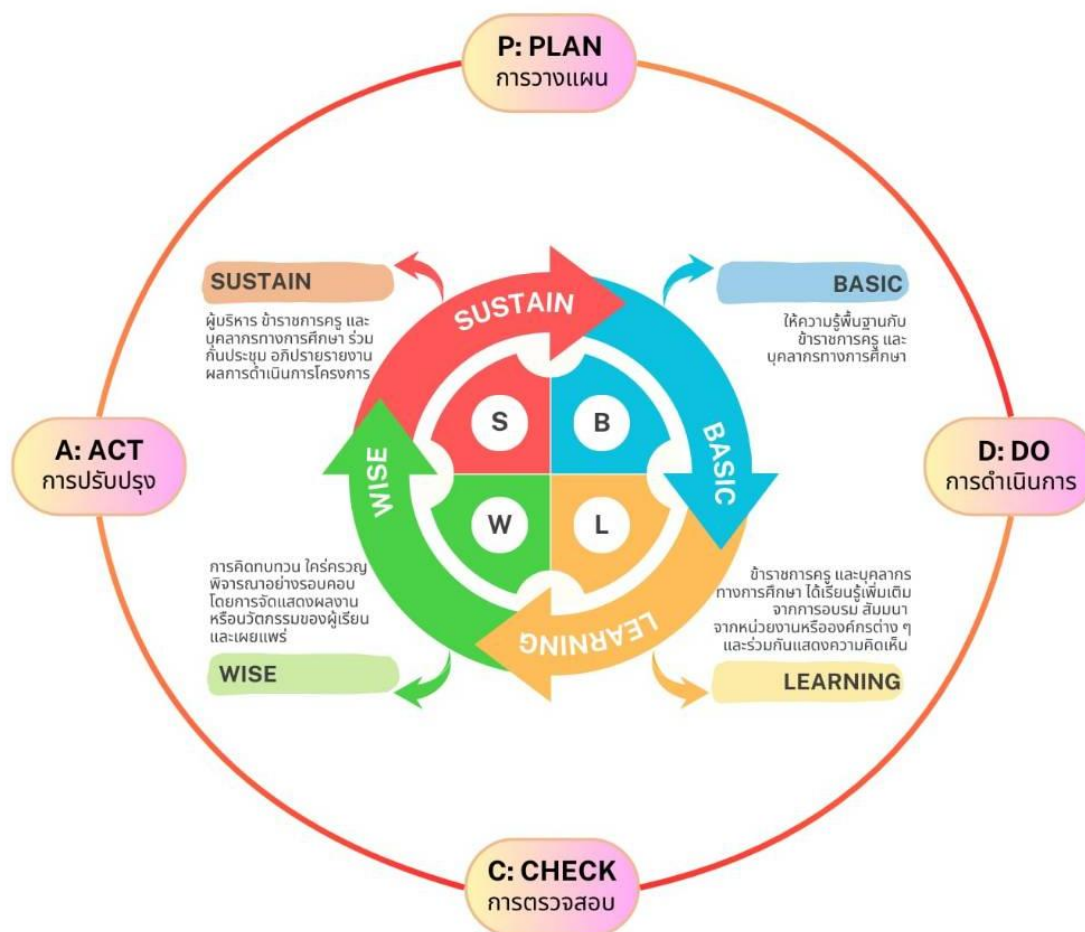 P: PLAN
การวางแผน
SUSTAIN
ผู้บริหาร ข้าราชการครู และ
บุคลากรทางการศึกษา ร่วม
กันประชุม อภิปรายรายงาน
ผลการดำเนินการโครงการ
BASIC
ให้ความรู้พื้นฐานกับ
ข้าราชการครู และ
บุคลากรทางการศึกษา
SUSTAIN
BASIC
LEARNING
WISE
S
B
W
L
A: ACT
การปรับปรุง
D: DO
การดำเนินการ
การคิดทบทวน ใคร่ครวญ
พิจารณาอย่างรอบคอบ
โดยการจัดแสดงผลงาน
หรือนวัตกรรมของผู้เรียน
และเผยแพร่
WISE
ข้าราชการครู และบุคลากร
ทางการศึกษา ได้เรียนรู้เพิ่มเติม
จากการอบรม สัมมนา
จากหน่วยงานหรือองค์กรต่าง ๆ
และร่วมกันแสดงความคิดเห็น
LEARNING
C: CHECK
การตรวจสอบ